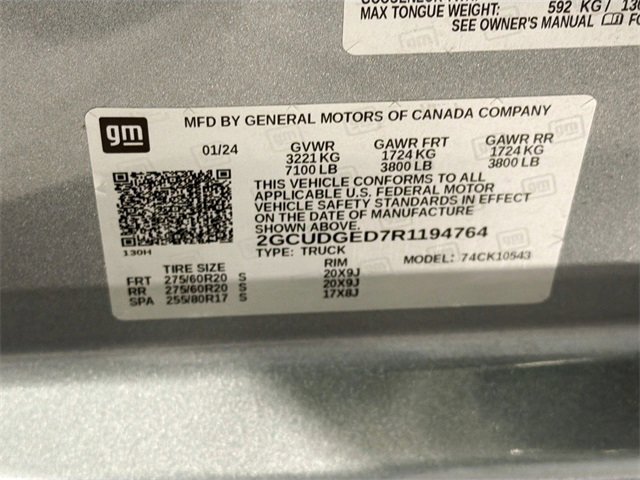 MAX TONGUE WEIGHT: 592 KG/ 130
SEE OWNER'S MANUAL FO
gm MFD BY GENERAL MOTORS OF CANADA COMPANY
01/24 GVWR GAWR FRT GAWR RR
3221 KG 1724 KG 1724 KG
7100 LB 3800 LB 3800 LB
THIS VEHICLE CONFORMS TO ALL
APPLICABLE U.S. FEDERAL MOTOR
VEHICLE SAFETY STANDARDS IN EFFECT
ON THE DATE OF MANUFACTURE
SHOWN ABOVE.
2GCUDGED7R1194764
130H TYPE: TRUCK MODEL: 74CK10543
TIRE SIZE RIM
FRT 275/60R20 S 20X9J
RR 275/60R20 S 20X9J
SPA 255/80R17 S 17X8J